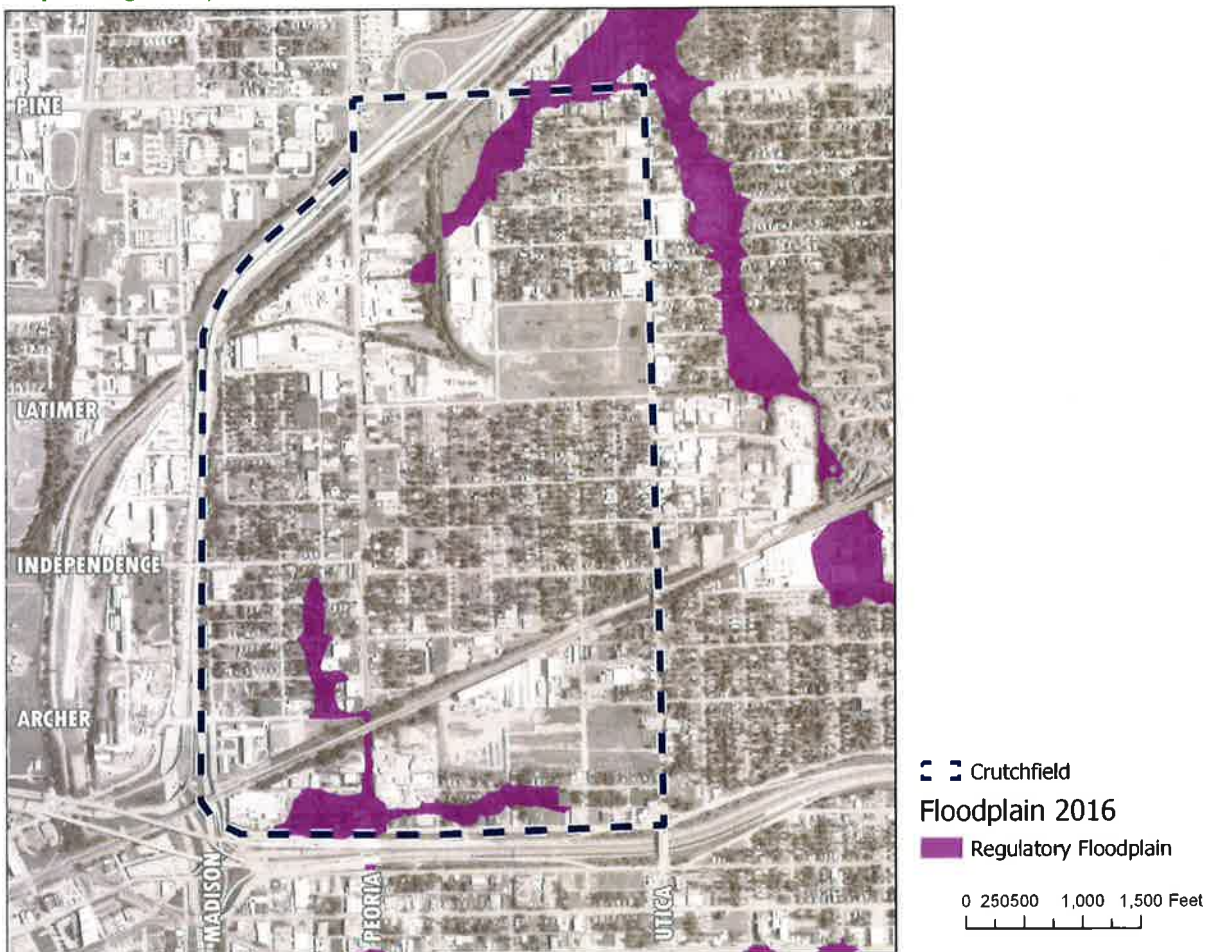 PINE
LATIMER
INDEPENDENCE
ARCHER
MADISON
PEORIA
UTICA
Crutchfield
Floodplain 2016
Regulatory Floodplain
0 250500 1,000 1,500 Feet